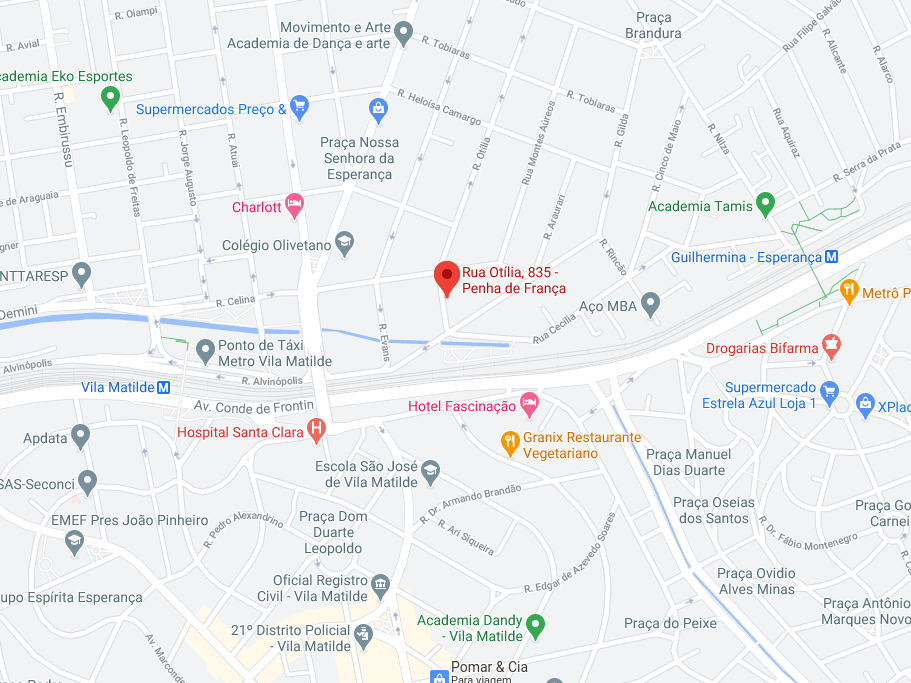 R. Oiampi
R. Avial
Movimento e Arte
Academia de Dança e arte
R. Tobiaras
Praça
Brandura
Rua Filipe Galvão
R. Alicante
R. Alarco
cademia Eko Esportes
R. Embirussu
Supermercados Preço &
R. Heloísa Camargo
R. Tobiaras
R. Leopoldo de Freitas
R. Jorge Augusto
R. Atuai
Praça Nossa
Senhora da
Esperança
R. Otília
Rua Montes Aúreos
R. Gilda
R. Cinco de Maio
R. Nilza
Rua Aquiraz
R. Serra da Prata
e de Araguaia
Charlott
R. Araurari
Academia Tamis
Colégio Olivetano
R. Rincão
Guilhermina - Esperança
M
gner
NTTARESP
Rua Otília, 835 -
Penha de França
Metrô P
R. Celina
Aço MBA
Demini
R. Evans
Rua Cecília
Ponto de Táxi
Metro Vila Matilde
Drogarias Bifarma
Alvinópolis
R. Alvinópolis
Vila Matilde
M
Supermercado
Estrela Azul Loja 1
XPlac
Av. Conde de Frontin
Hotel Fascinação
Hospital Santa Clara
H
Apdata
Granix Restaurante
Vegetariano
Praça Manuel
Dias Duarte
Escola São José
de Vila Matilde
SAS-Seconci
R. Dr. Armando Brandão
Praça Oseias
dos Santos
Praça Go
Carnei
EMEF Pres João Pinheiro
R. Pedro Alexandrino
Praça Dom
Duarte
Leopoldo
R. Ari Siqueira
R. Edgar de Azevedo Soares
R. Dr. Fábio Montenegro
Oficial Registro
Civil - Vila Matilde
Praça Ovidio
Alves Minas
upo Espírita Esperança
Praça Antônio
Marques Novo
Av. Marconde
21º Distrito Policial
- Vila Matilde
Academia Dandy
- Vila Matilde
Praça do Peixe
Pomar & Cia
Para viagem